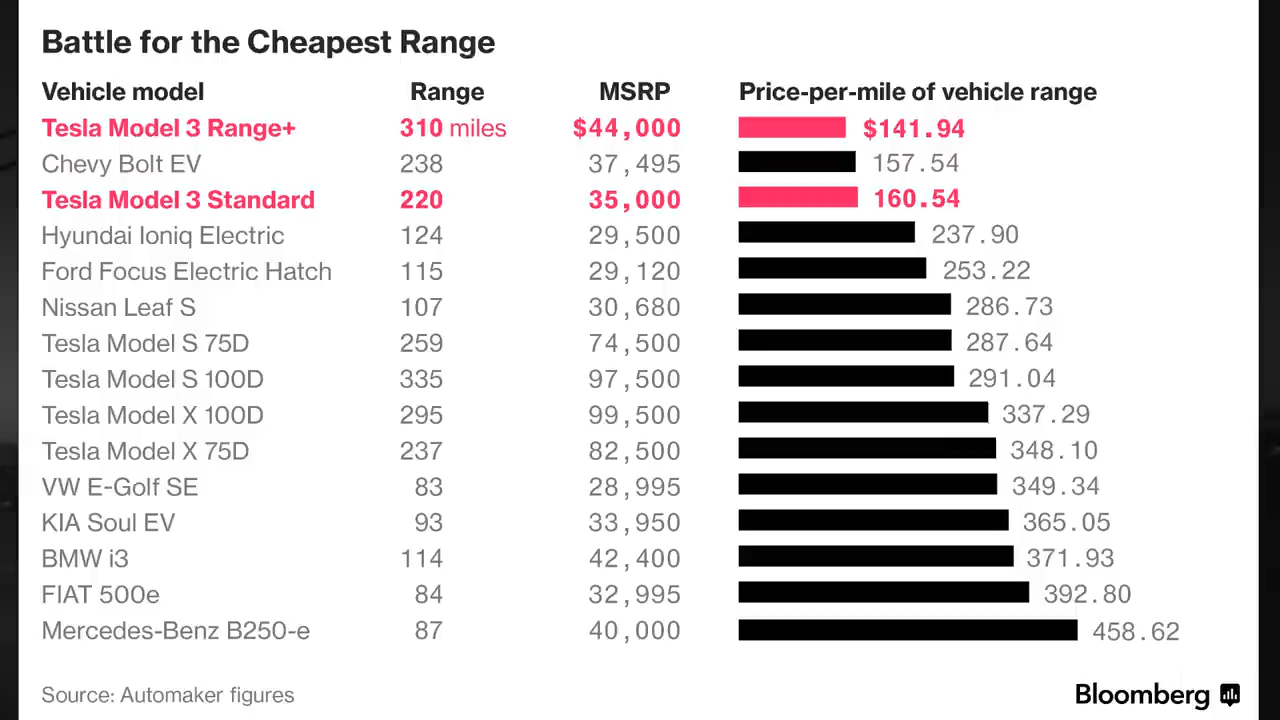 Battle for the Cheapest Range
Vehicle model Range MSRP Price-per-mile of vehicle range
Tesla Model 3 Range+ 310 miles $44,000 $141.94
Chevy Bolt EV 238 37,495 157.54
Tesla Model 3 Standard 220 35,000 160.54
Hyundai Ioniq Electric 124 29,500 237.90
Ford Focus Electric Hatch 115 29,120 253.22
Nissan Leaf S 107 30,680 286.73
Tesla Model S 75D 259 74,500 287.64
Tesla Model S 100D 335 97,500 291.04
Tesla Model X 100D 295 99,500 337.29
Tesla Model X 75D 237 82,500 348.10
VW E-Golf SE 83 28,995 349.34
KIA Soul EV 93 33,950 365.05
BMW i3 114 42,400 371.93
FIAT 500e 84 32,995 392.80
Mercedes-Benz B250-e 87 40,000 458.62
Source: Automaker figures
Bloomberg